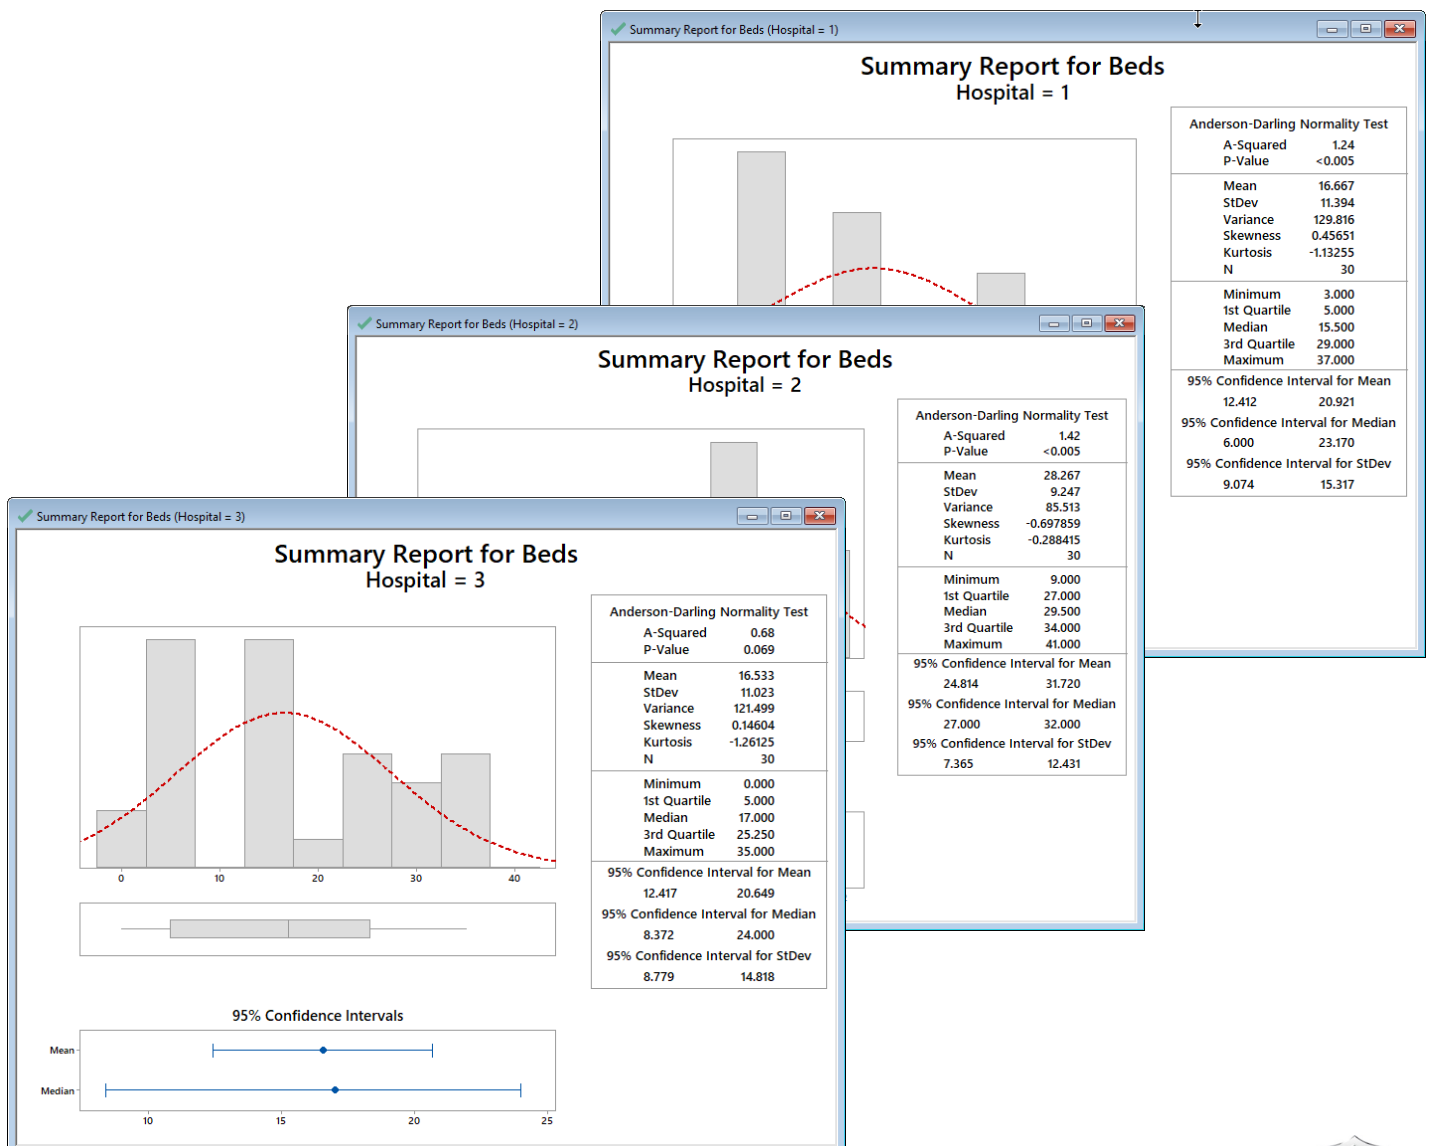 Summary Report for Beds (Hospital = 1)
Summary Report for Beds
Hospital = 1
Anderson-Darling Normality Test
A-Squared 1.24
P-Value <0.005
Mean 16.667
StDev 11.394
Variance 129.816
Skewness 0.45651
Kurtosis -1.13255
N 30
Minimum 3.000
1st Quartile 5.000
Median 15.500
3rd Quartile 29.000
Maximum 37.000
95% Confidence Interval for Mean
12.412 20.921
95% Confidence Interval for Median
6.000 23.170
95% Confidence Interval for StDev
9.074 15.317
Summary Report for Beds (Hospital = 2)
Summary Report for Beds
Hospital = 2
Anderson-Darling Normality Test
A-Squared 1.42
P-Value <0.005
Mean 28.267
StDev 9.247
Variance 85.513
Skewness -0.697859
Kurtosis -0.288415
N 30
Minimum 9.000
1st Quartile 27.000
Median 29.500
3rd Quartile 34.000
Maximum 41.000
95% Confidence Interval for Mean
24.814 31.720
95% Confidence Interval for Median
27.000 32.000
95% Confidence Interval for StDev
7.365 12.431
Summary Report for Beds (Hospital = 3)
Summary Report for Beds
Hospital = 3
Anderson-Darling Normality Test
A-Squared 0.68
P-Value 0.069
Mean 16.533
StDev 11.023
Variance 121.499
Skewness 0.14604
Kurtosis -1.26125
N 30
Minimum 0.000
1st Quartile 5.000
Median 17.000
3rd Quartile 25.250
Maximum 35.000
95% Confidence Interval for Mean
12.417 20.649
95% Confidence Interval for Median
8.372 24.000
95% Confidence Interval for StDev
8.779 14.818
0 10 20 30 40
95% Confidence Intervals
Mean
Median
10 15 20 25